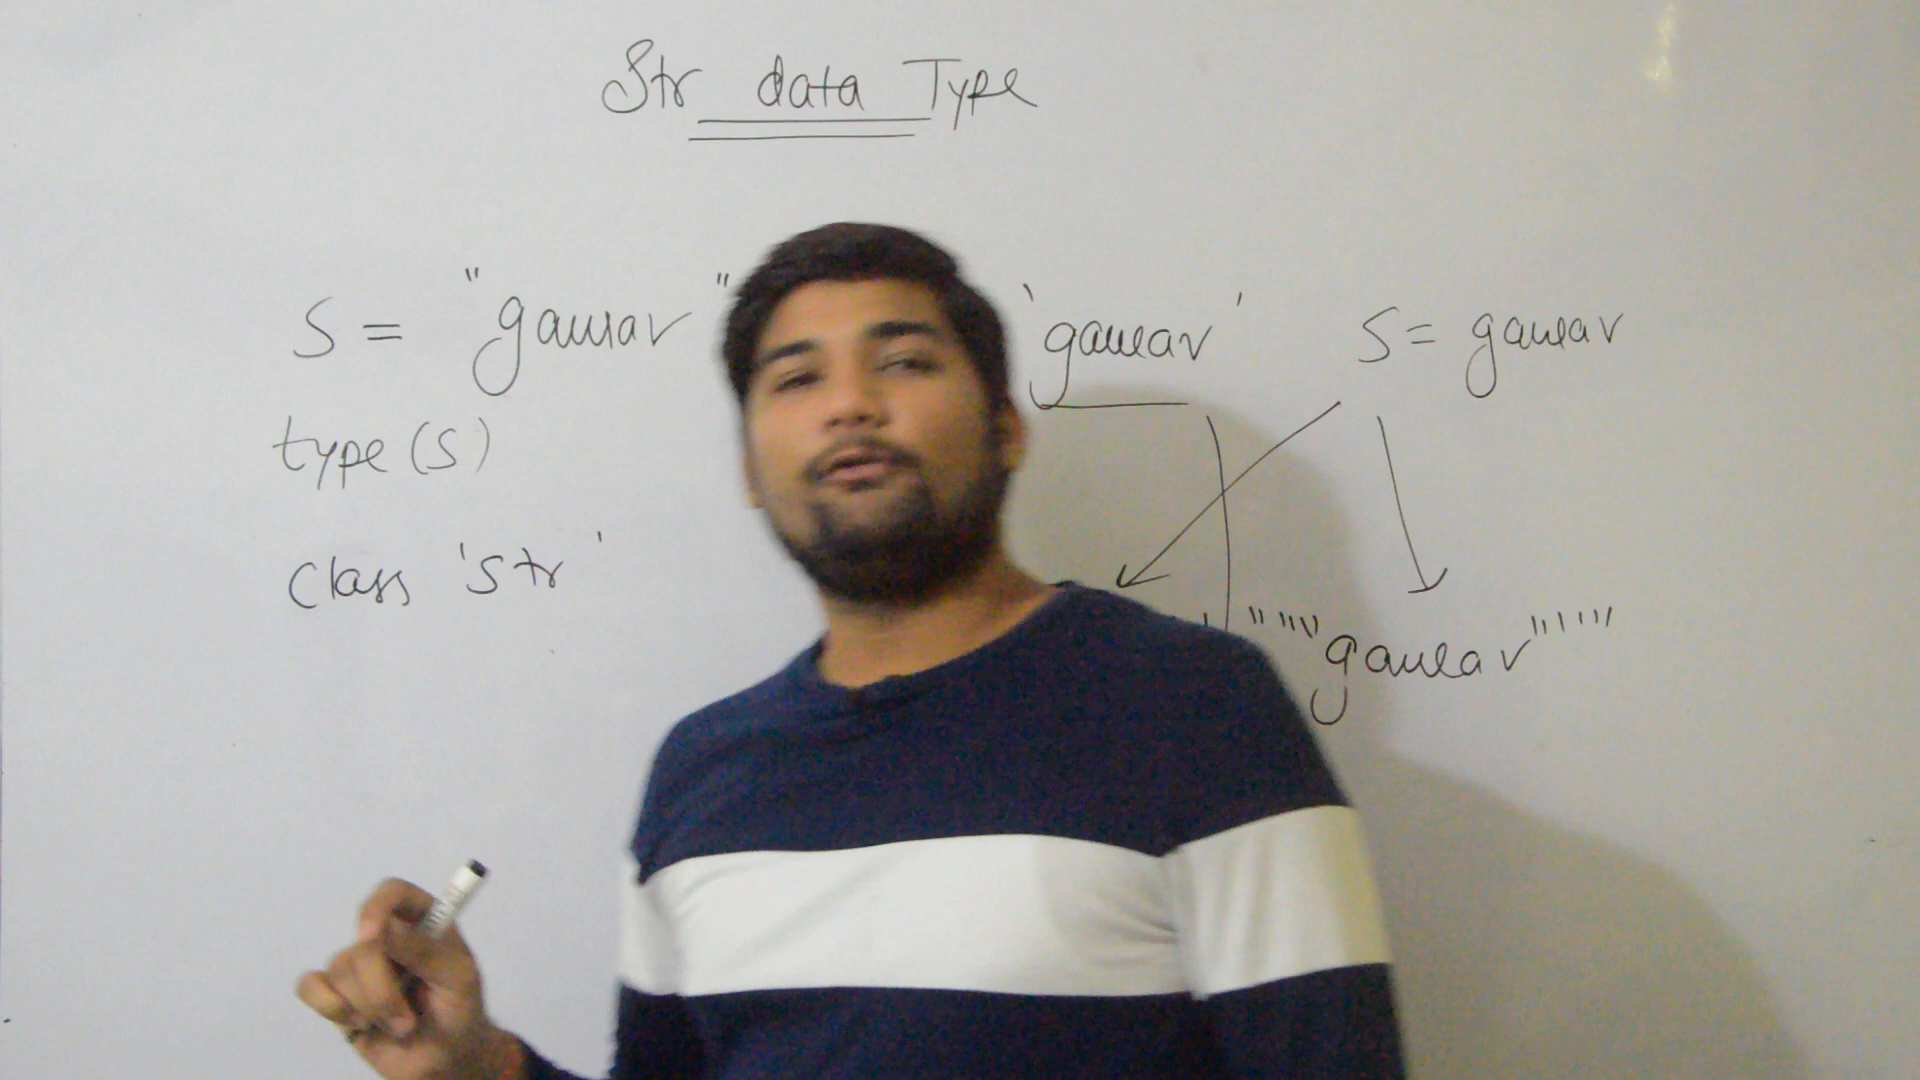 Str data Type
S = "gaurav" 'gaurav' S = gaurav
type(S)
class 'str'
"""gaurav"""